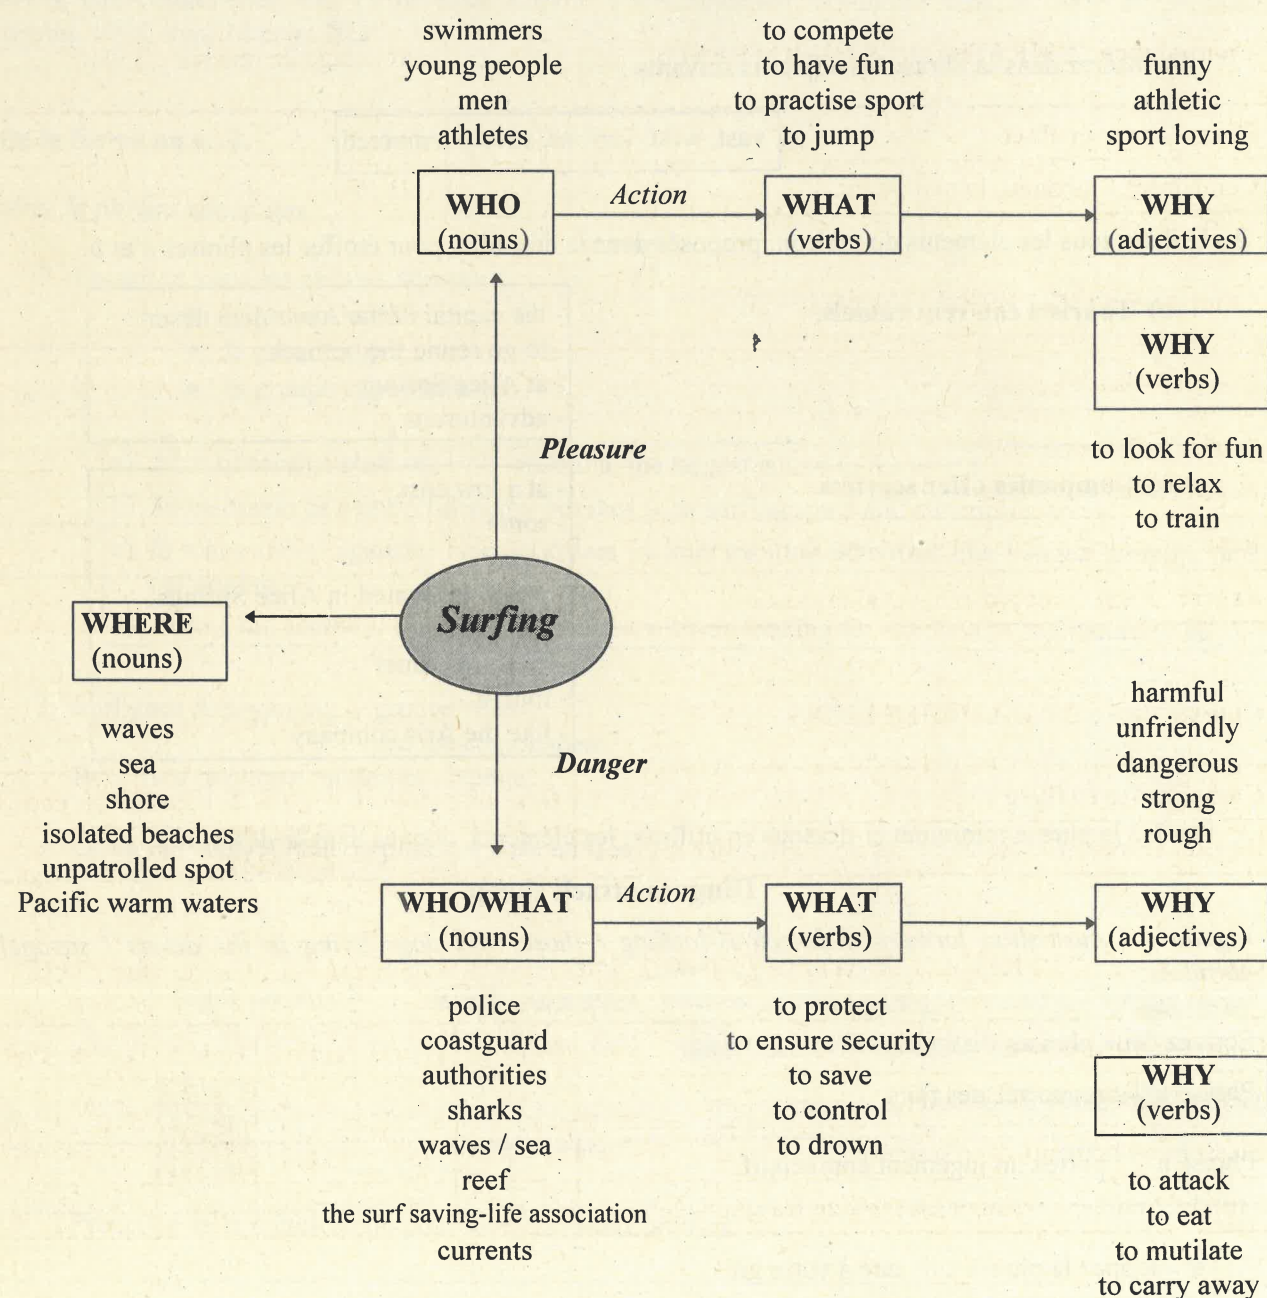 swimmers
young people
men
athletes
to compete
to have fun
to practise sport
to jump
funny
athletic
sport loving
WHO
(nouns)
Action
WHAT
(verbs)
WHY
(adjectives)
WHY
(verbs)
to look for fun
to relax
to train
Pleasure
Surfing
WHERE
(nouns)
waves
sea
shore
isolated beaches
unpatrolled spot
Pacific warm waters
Danger
harmful
unfriendly
dangerous
strong
rough
WHO/WHAT
(nouns)
Action
WHAT
(verbs)
WHY
(adjectives)
police
coastguard
authorities
sharks
waves / sea
reef
the surf saving-life association
currents
to protect
to ensure security
to save
to control
to drown
WHY
(verbs)
to attack
to eat
to mutilate
to carry away